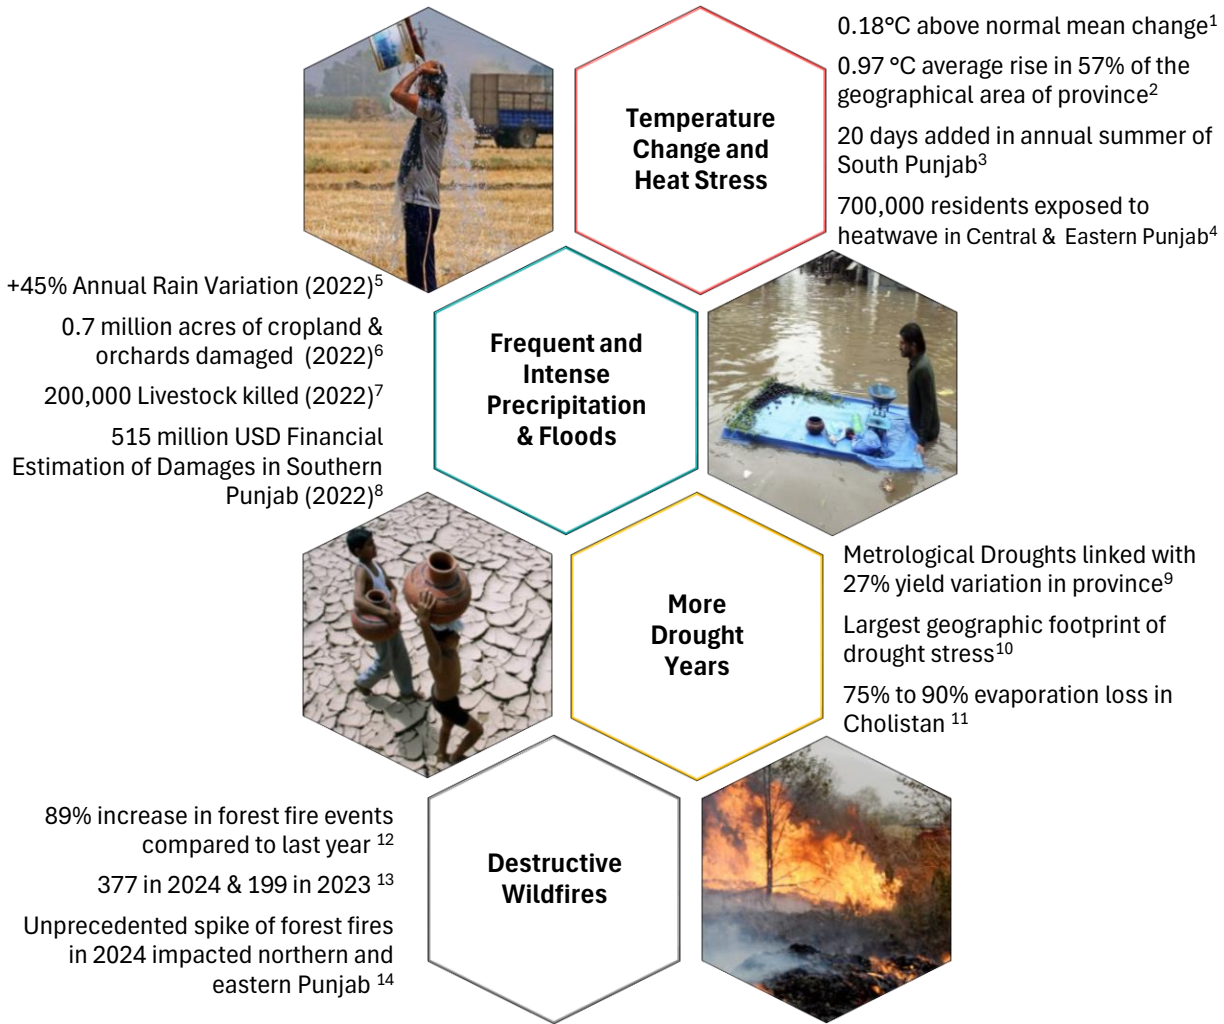 Temperature
Change and
Heat Stress
0.18°C above normal mean change¹
0.97 °C average rise in 57% of the
geographical area of province²
20 days added in annual summer of
South Punjab³
700,000 residents exposed to
heatwave in Central & Eastern Punjab⁴
+45% Annual Rain Variation (2022)⁵
0.7 million acres of cropland &
orchards damaged (2022)⁶
200,000 Livestock killed (2022)⁷
515 million USD Financial
Estimation of Damages in Southern
Punjab (2022)⁸
Frequent and
Intense
Precripitation
& Floods
More
Drought
Years
Metrological Droughts linked with
27% yield variation in province⁹
Largest geographic footprint of
drought stress¹⁰
75% to 90% evaporation loss in
Cholistan ¹¹
89% increase in forest fire events
compared to last year ¹²
377 in 2024 & 199 in 2023 ¹³
Unprecedented spike of forest fires
in 2024 impacted northern and
eastern Punjab ¹⁴
Destructive
Wildfires